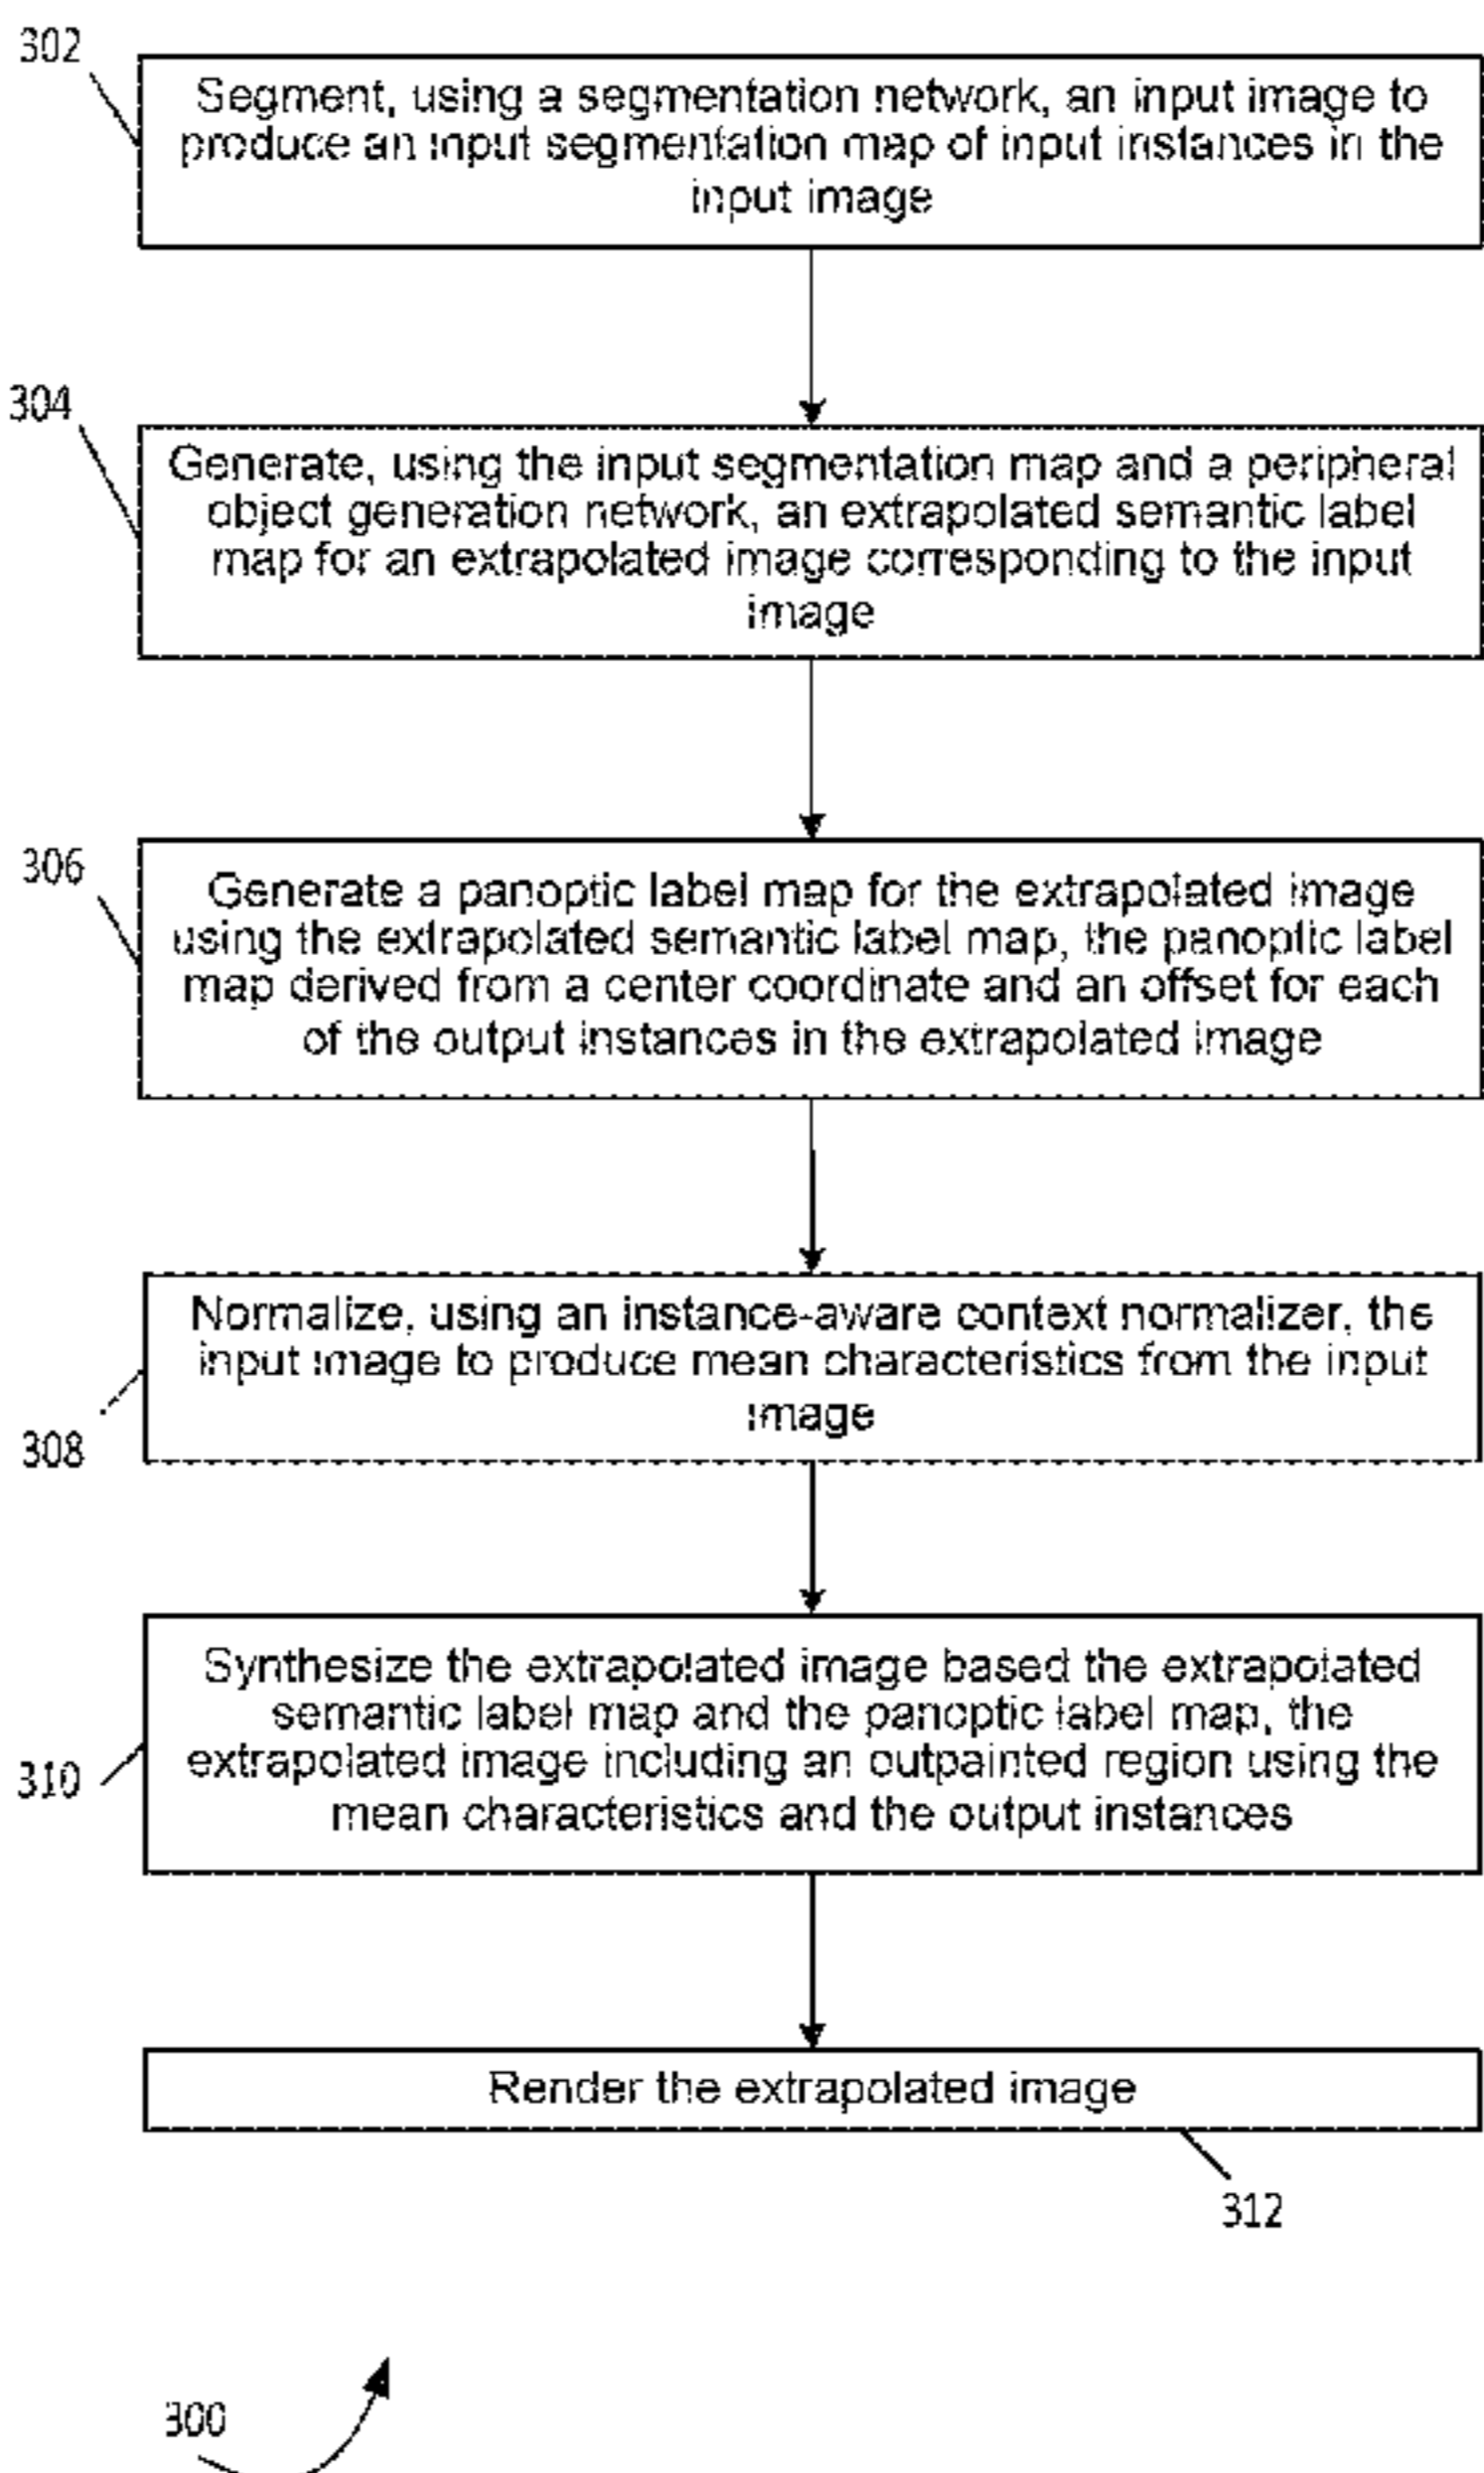 302
Segment, using a segmentation network, an input image to
produce an input segmentation map of input instances in the
input image
304
Generate, using the input segmentation map and a peripheral
object generation network, an extrapolated semantic label
map for an extrapolated image corresponding to the input
image
306
Generate a panoptic label map for the extrapolated image
using the extrapolated semantic label map, the panoptic label
map derived from a center coordinate and an offset for each
of the output instances in the extrapolated image
Normalize, using an instance-aware context normalizer, the
input image to produce mean characteristics from the input
image
308
Synthesize the extrapolated image based the extrapolated
semantic label map and the panoptic label map, the
extrapolated image including an outpainted region using the
mean characteristics and the output instances
310
Render the extrapolated image
312
300